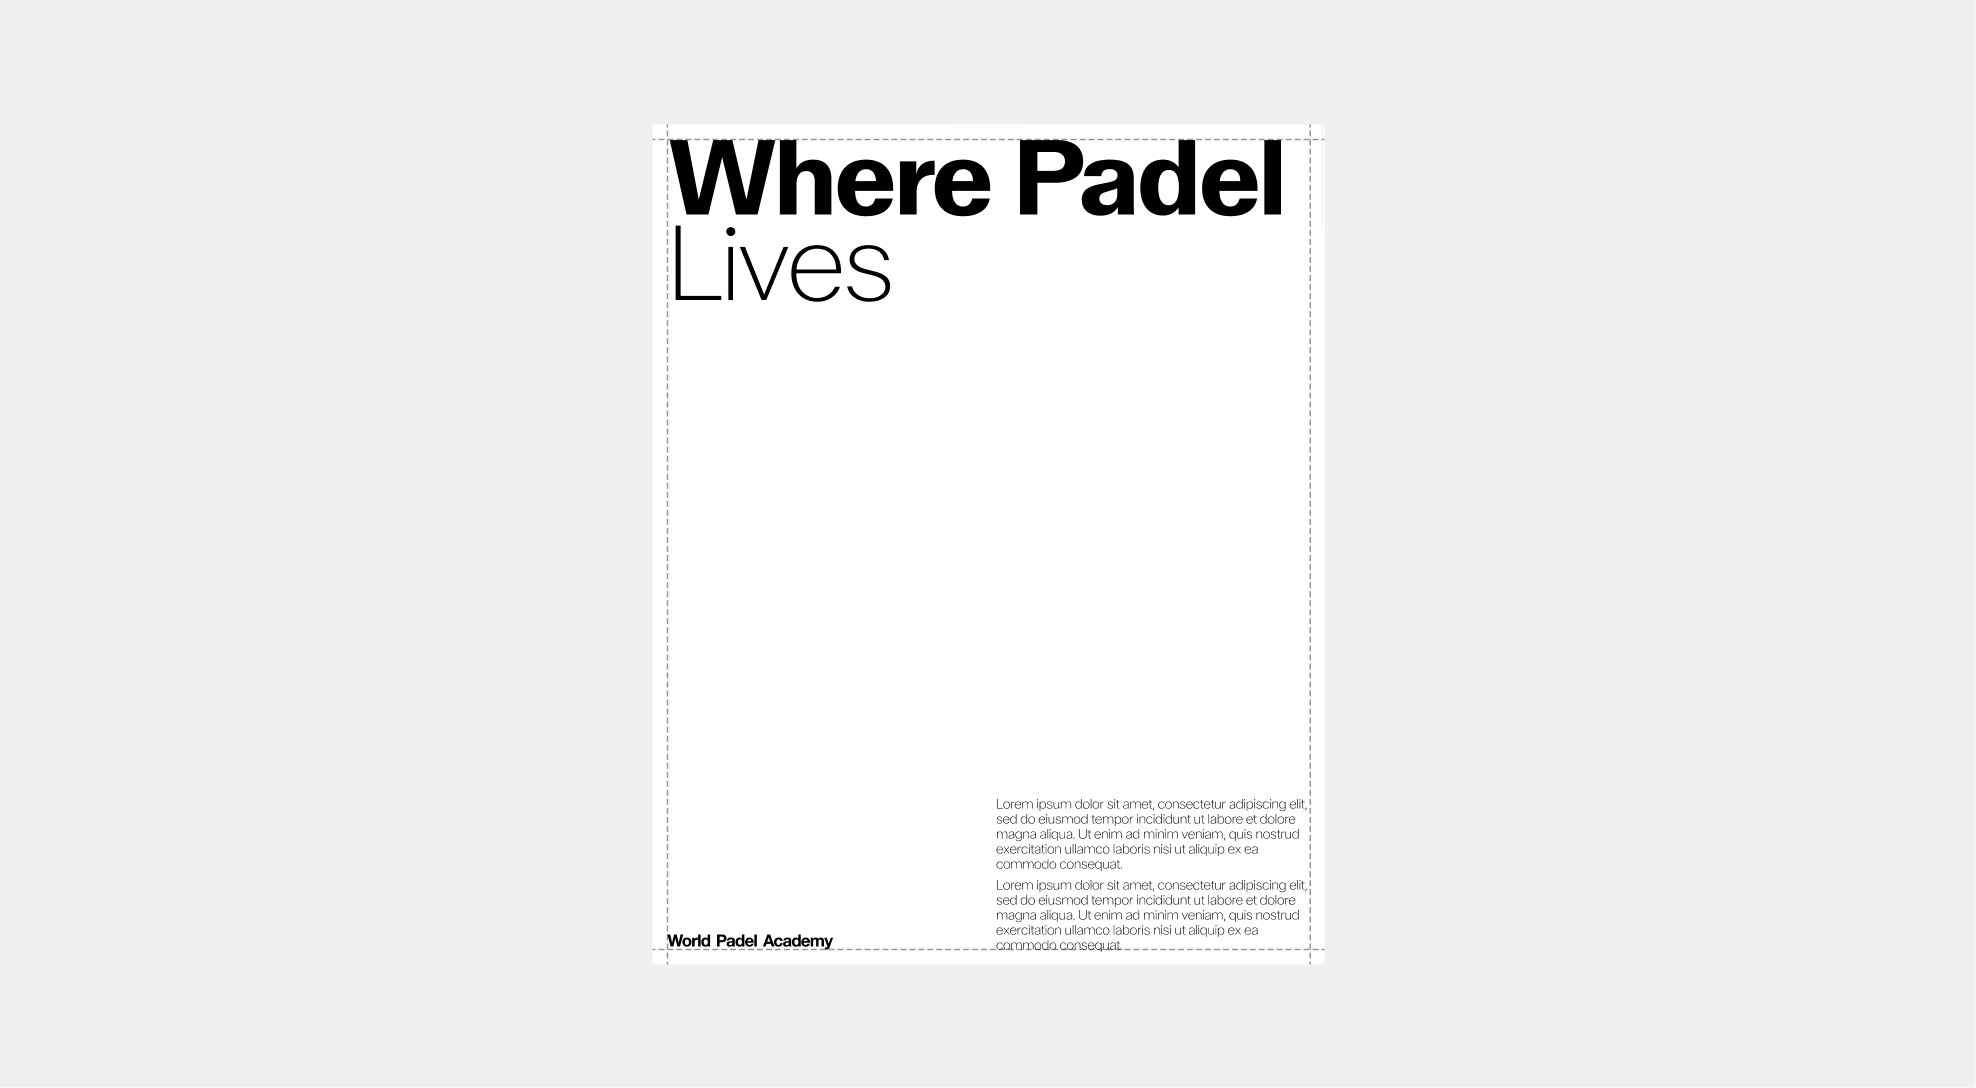 Where Padel
Lives
Lorem ipsum dolor sit amet, consectetur adipiscing elit,
sed do eiusmod tempor incididunt ut labore et dolore
magna aliqua. Ut enim ad minim veniam, quis nostrud
exercitation ullamco laboris nisi ut aliquip ex ea
commodo consequat.
Lorem ipsum dolor sit amet, consectetur adipiscing elit,
sed do eiusmod tempor incididunt ut labore et dolore
magna aliqua. Ut enim ad minim veniam, quis nostrud
exercitation ullamco laboris nisi ut aliquip ex ea
commodo consequat.
World Padel Academy